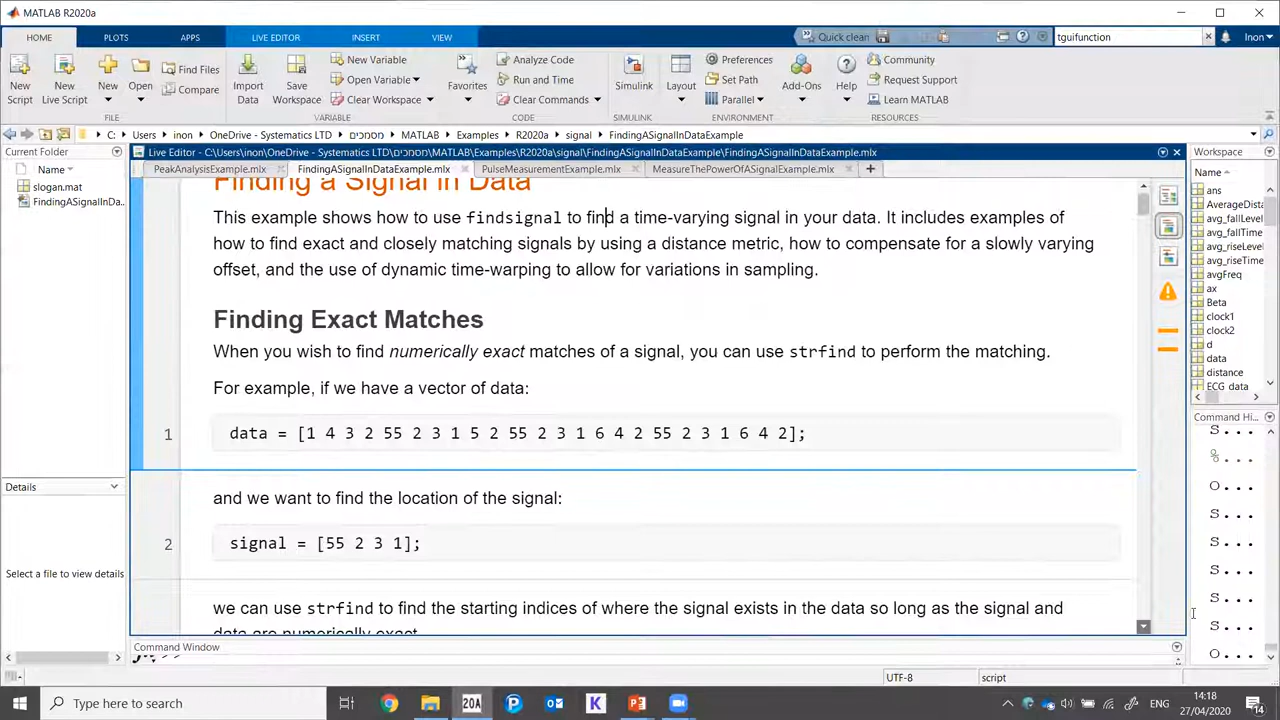 MATLAB R2020a
HOME PLOTS APPS LIVE EDITOR INSERT VIEW Quick clean tguifunction Inon
New Script
New Live Script
New
Open
Find Files
Compare
Import Data
Save Workspace
New Variable
Open Variable
Clear Workspace
Favorites
Analyze Code
Run and Time
Clear Commands
Simulink
Layout
Preferences
Set Path
Parallel
Add-Ons
Help
Community
Request Support
Learn MATLAB
FILE VARIABLE CODE SIMULINK ENVIRONMENT RESOURCES
C: Users inon OneDrive - Systematics LTD מסמכים MATLAB Examples R2020a signal FindingASignalInDataExample
Current Folder
Name
slogan.mat
FindingASignalInDa...
Details
Select a file to view details
Live Editor - C:\Users\inon\OneDrive - Systematics LTD\מסמכים\MATLAB\Examples\R2020a\signal\FindingASignalInDataExample\FindingASignalInDataExample.mlx
PeakAnalysisExample.mlx FindingASignalInDataExample.mlx PulseMeasurementExample.mlx MeasureThePowerOfASignalExample.mlx
Finding a Signal in Data
This example shows how to use findsignal to find a time-varying signal in your data. It includes examples of
how to find exact and closely matching signals by using a distance metric, how to compensate for a slowly varying
offset, and the use of dynamic time-warping to allow for variations in sampling.
Finding Exact Matches
When you wish to find numerically exact matches of a signal, you can use strfind to perform the matching.
For example, if we have a vector of data:
1 data = [1 4 3 2 55 2 3 1 5 2 55 2 3 1 6 4 2 55 2 3 1 6 4 2];
and we want to find the location of the signal:
2 signal = [55 2 3 1];
we can use strfind to find the starting indices of where the signal exists in the data so long as the signal and
data are numerically exact
Command Window
>>
Workspace
Name
ans
AverageDista
avg_fallLevel
avg_fallTime
avg_riseLevel
avg_riseTime
avgFreq
ax
Beta
clock1
clock2
d
data
distance
ECG_data
Command Hi...
S...
%...
O...
S...
S...
S...
S...
S...
O...
UTF-8 script
Type here to search
20A
ENG
14:18
27/04/2020
14